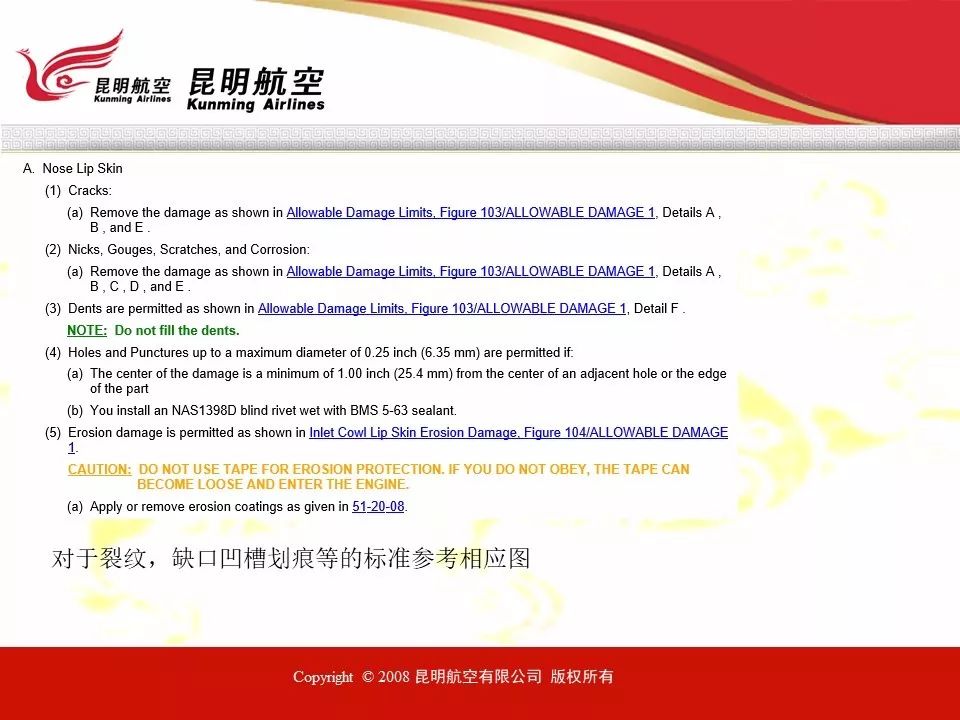 昆明航空
Kunming Airlines
昆明航空
Kunming Airlines
A. Nose Lip Skin
(1) Cracks:
(a) Remove the damage as shown in Allowable Damage Limits, Figure 103/ALLOWABLE DAMAGE 1, Details A ,
B , and E .
(2) Nicks, Gouges, Scratches, and Corrosion:
(a) Remove the damage as shown in Allowable Damage Limits, Figure 103/ALLOWABLE DAMAGE 1, Details A ,
B , C , D , and E .
(3) Dents are permitted as shown in Allowable Damage Limits, Figure 103/ALLOWABLE DAMAGE 1, Detail F .
NOTE: Do not fill the dents.
(4) Holes and Punctures up to a maximum diameter of 0.25 inch (6.35 mm) are permitted if:
(a) The center of the damage is a minimum of 1.00 inch (25.4 mm) from the center of an adjacent hole or the edge
of the part
(b) You install an NAS1398D blind rivet wet with BMS 5-63 sealant.
(5) Erosion damage is permitted as shown in Inlet Cowl Lip Skin Erosion Damage, Figure 104/ALLOWABLE DAMAGE
1.
CAUTION: DO NOT USE TAPE FOR EROSION PROTECTION. IF YOU DO NOT OBEY, THE TAPE CAN
BECOME LOOSE AND ENTER THE ENGINE.
(a) Apply or remove erosion coatings as given in 51-20-08.
对于裂纹，缺口凹槽划痕等的标准参考相应图
Copyright © 2008 昆明航空有限公司 版权所有